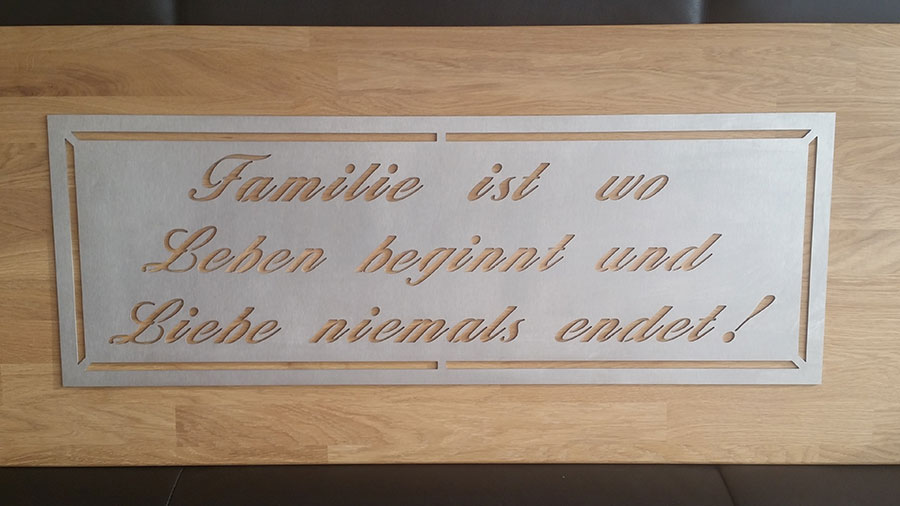 Familie ist wo
Leben beginnt und
Liebe niemals endet!